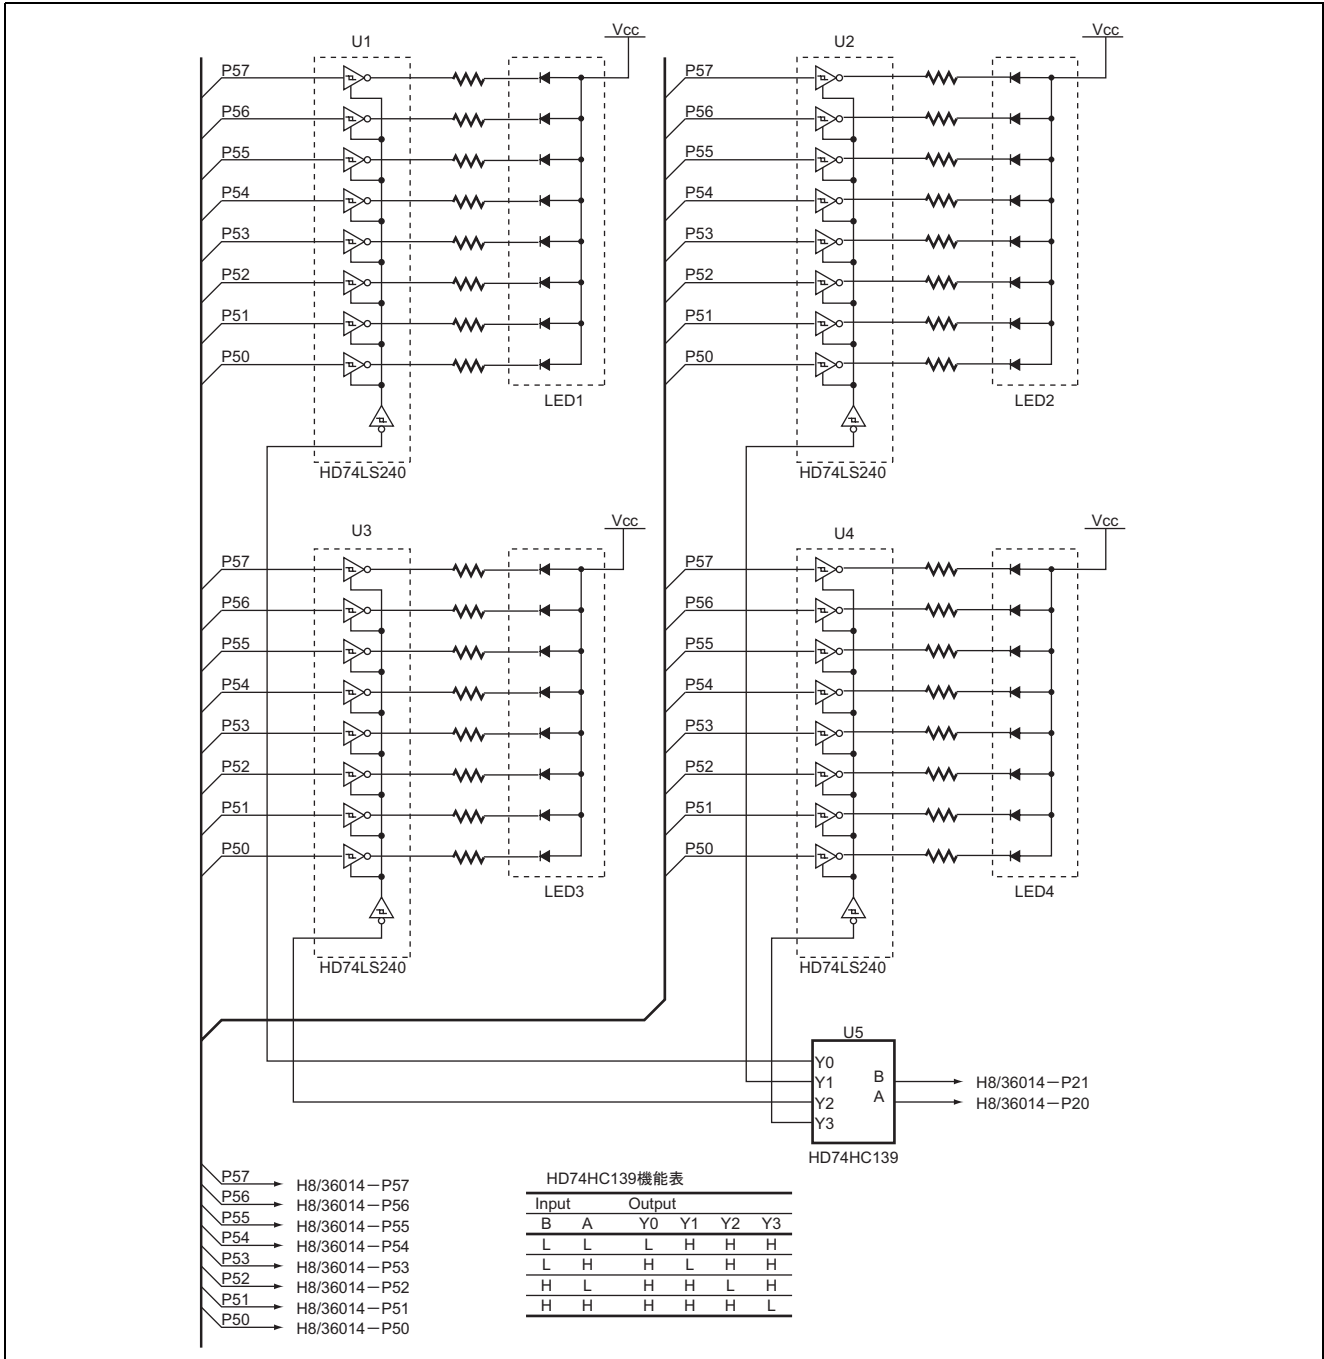 U1
Vcc
U2
Vcc
P57
P56
P55
P54
P53
P52
P51
P50
LED1
HD74LS240
P57
P56
P55
P54
P53
P52
P51
P50
LED2
HD74LS240
U3
Vcc
U4
Vcc
P57
P56
P55
P54
P53
P52
P51
P50
LED3
HD74LS240
P57
P56
P55
P54
P53
P52
P51
P50
LED4
HD74LS240
U5
Y0
Y1
Y2
Y3
B
A
H8/36014－P21
H8/36014－P20
HD74HC139
P57 H8/36014－P57
P56 H8/36014－P56
P55 H8/36014－P55
P54 H8/36014－P54
P53 H8/36014－P53
P52 H8/36014－P52
P51 H8/36014－P51
P50 H8/36014－P50
HD74HC139機能表
Input Output
B A Y0 Y1 Y2 Y3
L L L H H H
L H H L H H
H L H H L H
H H H H H L